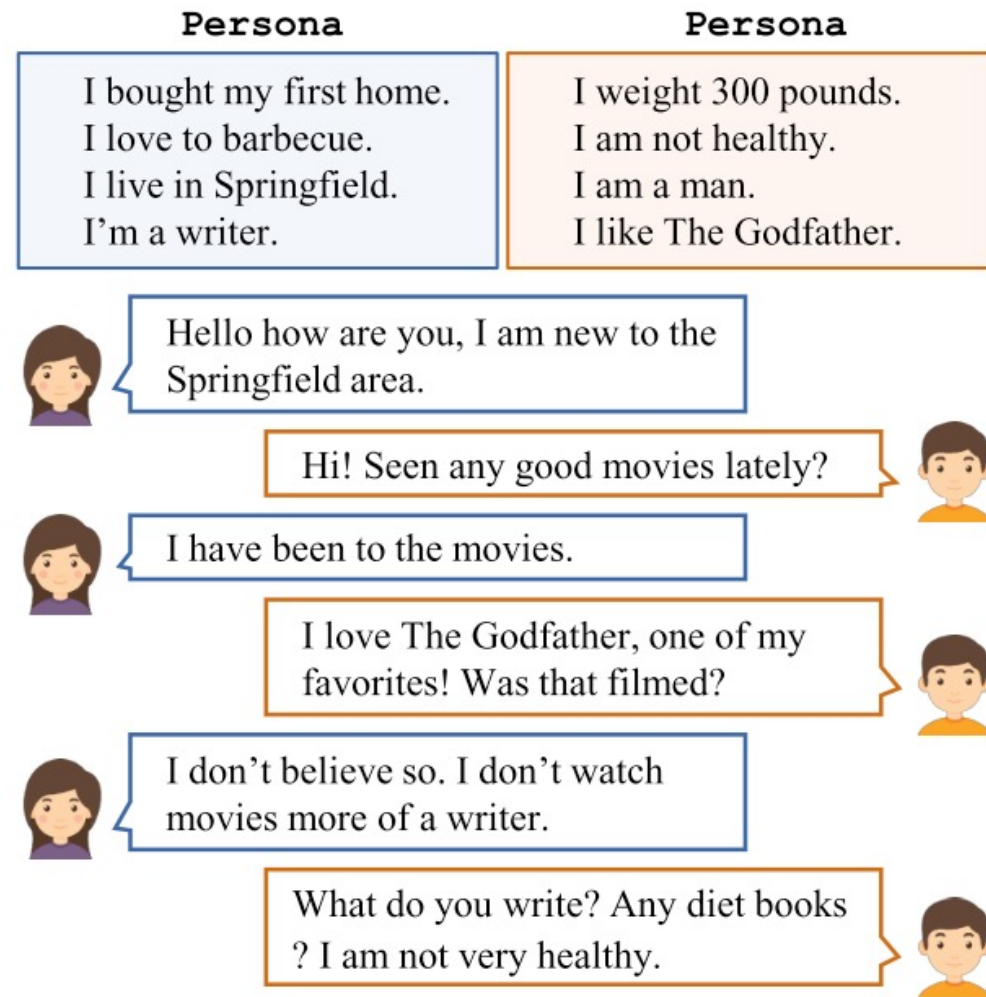 Persona
I bought my first home.
I love to barbecue.
I live in Springfield.
I'm a writer.
Persona
I weight 300 pounds.
I am not healthy.
I am a man.
I like The Godfather.
Hello how are you, I am new to the
Springfield area.
Hi! Seen any good movies lately?
I have been to the movies.
I love The Godfather, one of my
favorites! Was that filmed?
I don't believe so. I don't watch
movies more of a writer.
What do you write? Any diet books
? I am not very healthy.